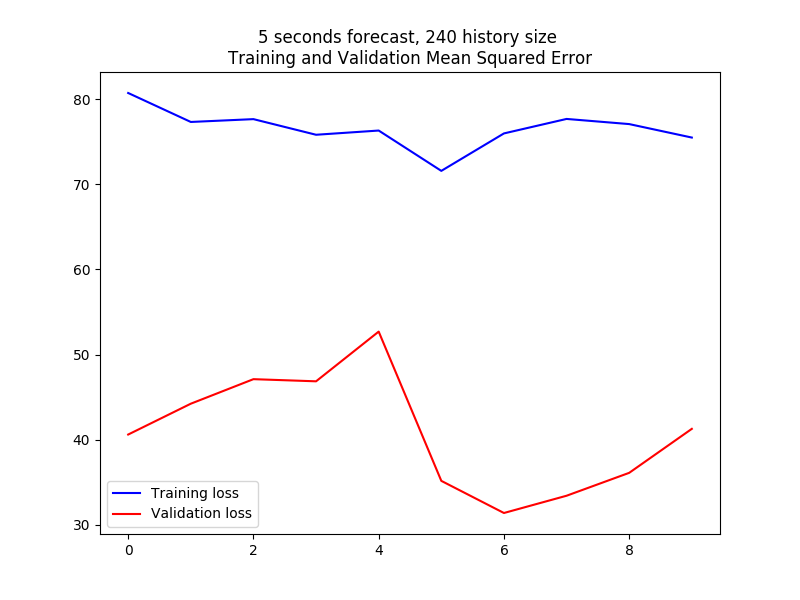 5 seconds forecast, 240 history size
Training and Validation Mean Squared Error
80
70
60
50
40
30
Training loss
Validation loss
0 2 4 6 8